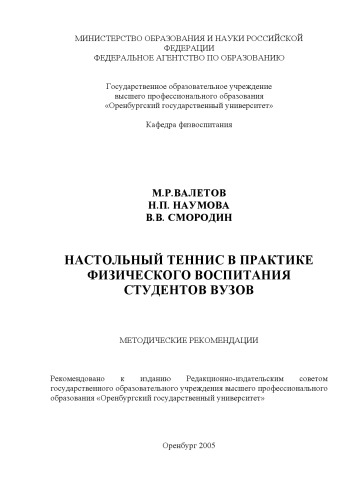 МИНИСТЕРСТВО ОБРАЗОВАНИЯ И НАУКИ РОССИЙСКОЙ
ФЕДЕРАЦИИ
ФЕДЕРАЛЬНОЕ АГЕНТСТВО ПО ОБРАЗОВАНИЮ
Государственное образовательное учреждение
высшего профессионального образования
«Оренбургский государственный университет»
Кафедра физвоспитания
М.Р.ВАЛЕТОВ
Н.П. НАУМОВА
В.В. СМОРОДИН
НАСТОЛЬНЫЙ ТЕННИС В ПРАКТИКЕ
ФИЗИЧЕСКОГО ВОСПИТАНИЯ
СТУДЕНТОВ ВУЗОВ
МЕТОДИЧЕСКИЕ РЕКОМЕНДАЦИИ
Рекомендовано к изданию Редакционно-издательским советом
государственного образовательного учреждения высшего профессионального
образования «Оренбургский государственный университет»
Оренбург 2005